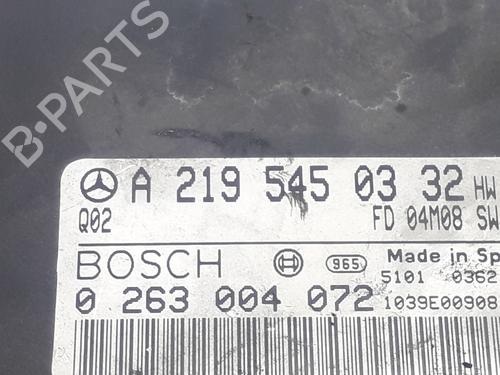 B-PARTS
A 219 545 03 32 HW
Q02 FD 04M08 SW
BOSCH 965 Made in Sp
5101 0362
0 263 004 072 1039E00908